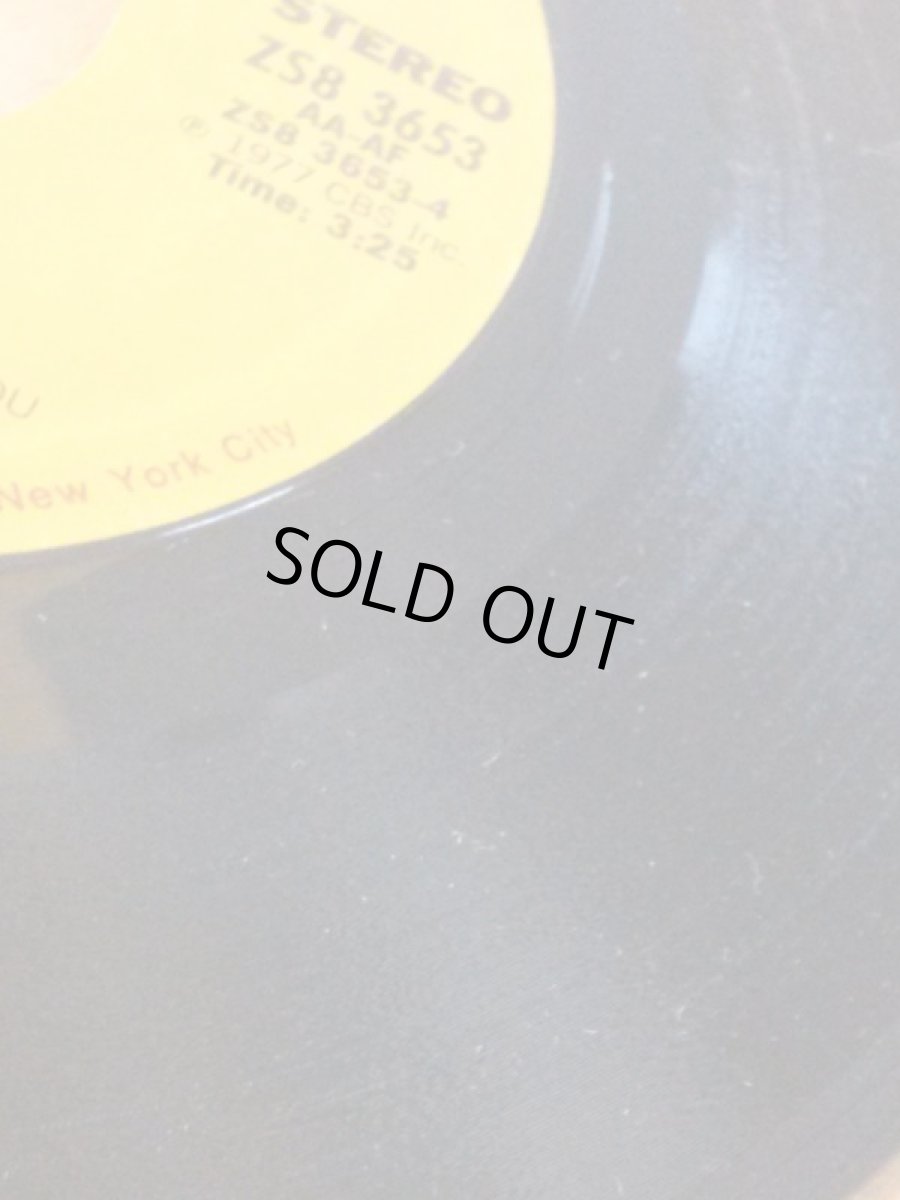 STEREO
ZS8 3653
AA-AF
ZS8 3653-4
℗ 1977 CBS Inc.
Time: 3:25
OU
New York City
SOLD OUT